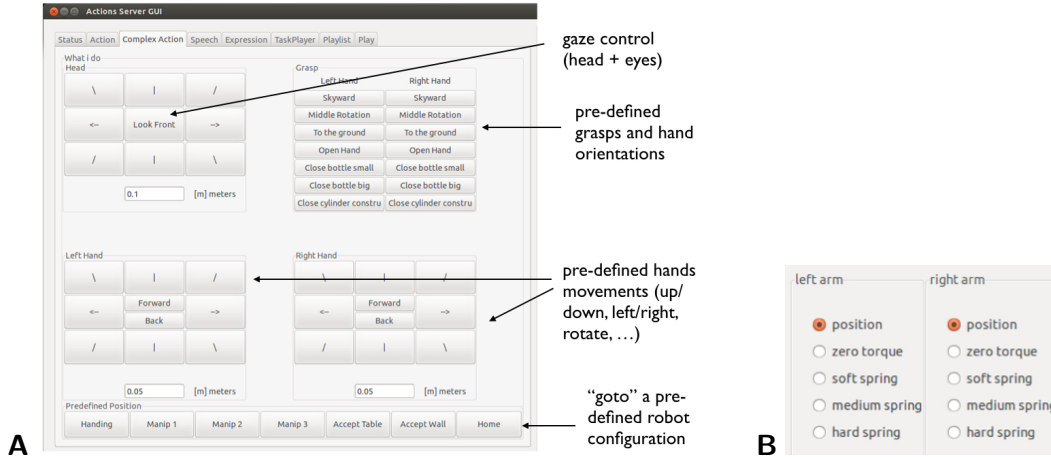 Actions Server GUI
Status Action Complex Action Speech Expression TaskPlayer Playlist Play
What I do
Head
\ | /
<- Look Front ->
/ | \
0.1 [m] meters
Grasp
Left Hand Right Hand
Skyward Skyward
Middle Rotation Middle Rotation
To the ground To the ground
Open Hand Open Hand
Close bottle small Close bottle small
Close bottle big Close bottle big
Close cylinder constru Close cylinder constru
Left Hand
\ | /
<- Forward ->
Back
/ | \
0.05 [m] meters
Right Hand
\ | /
<- Forward ->
Back
/ | \
0.05 [m] meters
Predefined Position
Handing Manip 1 Manip 2 Manip 3 Accept Table Accept Wall Home
gaze control
(head + eyes)
pre-defined
grasps and hand
orientations
pre-defined hands
movements (up/
down, left/right,
rotate, …)
“goto” a pre-
defined robot
configuration
A
left arm
position
zero torque
soft spring
medium spring
hard spring
right arm
position
zero torque
soft spring
medium spring
hard spring
B